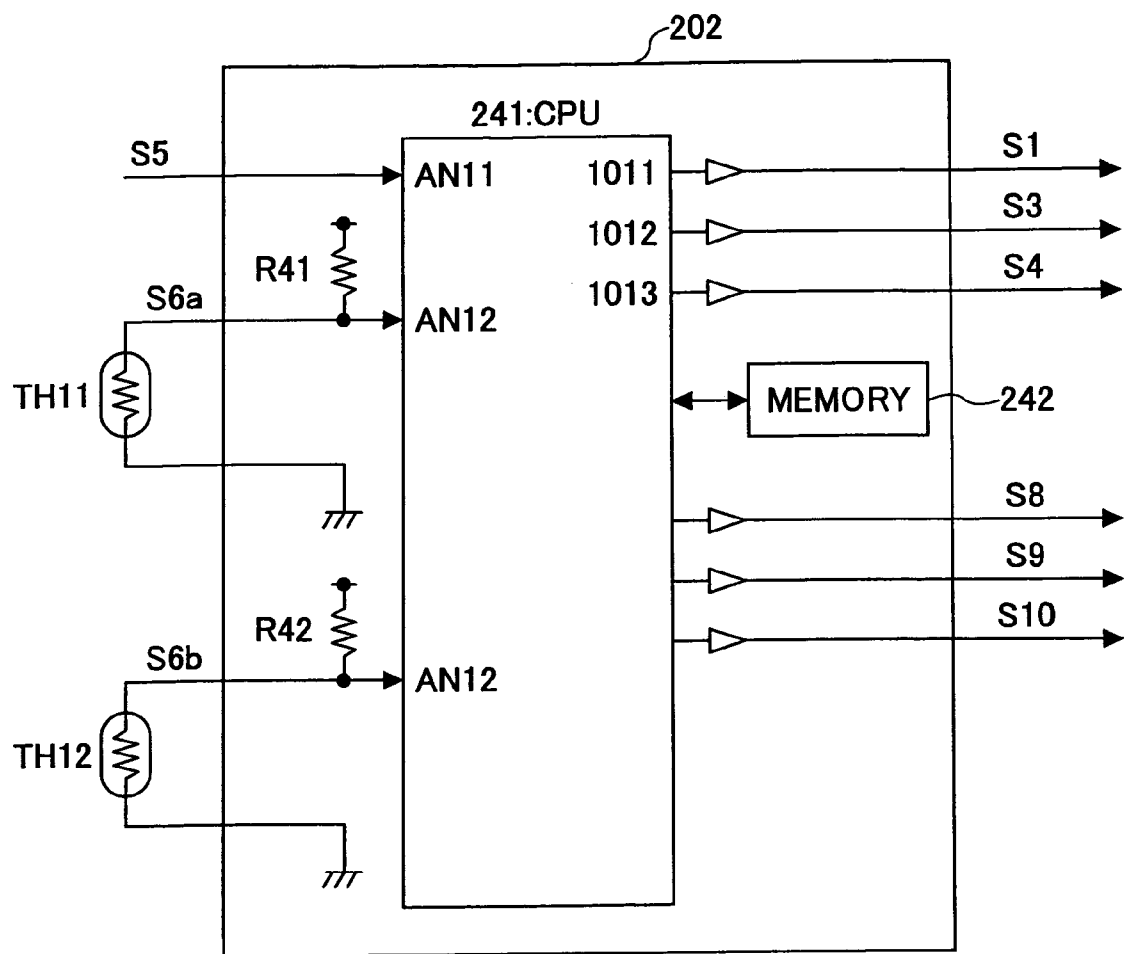 202
241:CPU
S5
AN11
1011
S1
1012
S3
R41
1013
S4
S6a
AN12
TH11
MEMORY
242
S8
S9
R42
S10
S6b
AN12
TH12